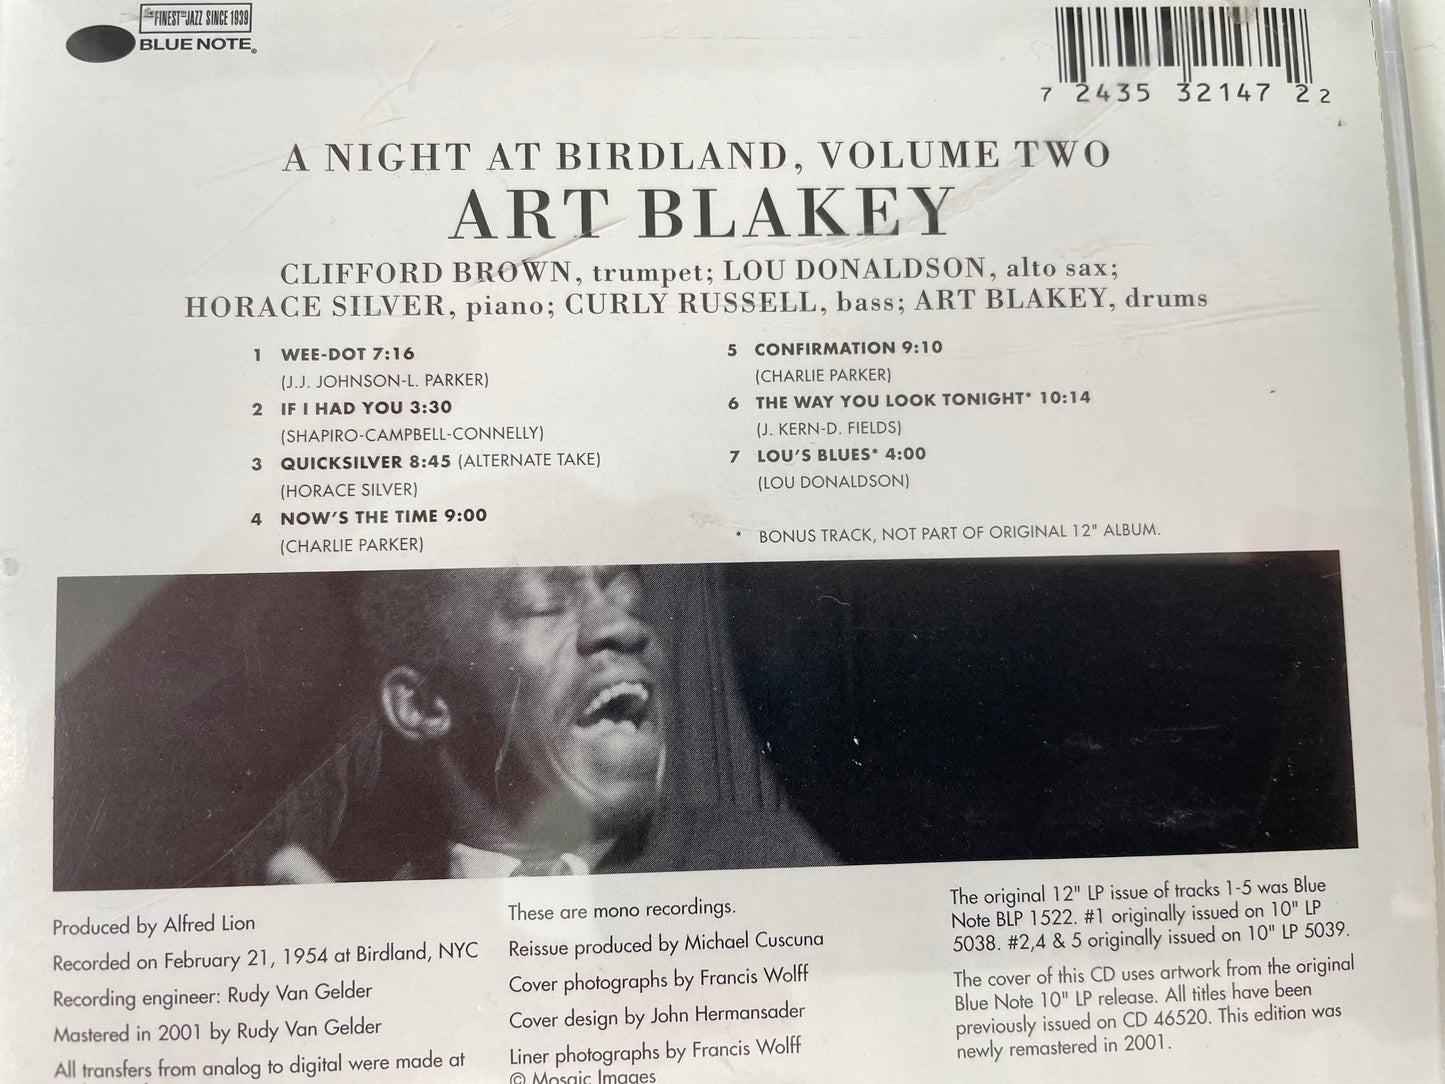 THE FINEST IN JAZZ SINCE 1939
BLUE NOTE®
7 24353 21472 2
A NIGHT AT BIRDLAND, VOLUME TWO
ART BLAKEY
CLIFFORD BROWN, trumpet; LOU DONALDSON, alto sax;
HORACE SILVER, piano; CURLY RUSSELL, bass; ART BLAKEY, drums
1 WEE-DOT 7:16
(J.J. JOHNSON-L. PARKER)
2 IF I HAD YOU 3:30
(SHAPIRO-CAMPBELL-CONNELLY)
3 QUICKSILVER 8:45 (ALTERNATE TAKE)
(HORACE SILVER)
4 NOW'S THE TIME 9:00
(CHARLIE PARKER)
5 CONFIRMATION 9:10
(CHARLIE PARKER)
6 THE WAY YOU LOOK TONIGHT* 10:14
(J. KERN-D. FIELDS)
7 LOU'S BLUES* 4:00
(LOU DONALDSON)
* BONUS TRACK, NOT PART OF ORIGINAL 12" ALBUM.
Produced by Alfred Lion
Recorded on February 21, 1954 at Birdland, NYC
Recording engineer: Rudy Van Gelder
Mastered in 2001 by Rudy Van Gelder
All transfers from analog to digital were made at
These are mono recordings.
Reissue produced by Michael Cuscuna
Cover photographs by Francis Wolff
Cover design by John Hermansader
Liner photographs by Francis Wolff
© Mosaic Images
The original 12" LP issue of tracks 1-5 was Blue
Note BLP 1522. #1 originally issued on 10" LP
5038. #2,4 & 5 originally issued on 10" LP 5039.
The cover of this CD uses artwork from the original
Blue Note 10" LP release. All titles have been
previously issued on CD 46520. This edition was
newly remastered in 2001.